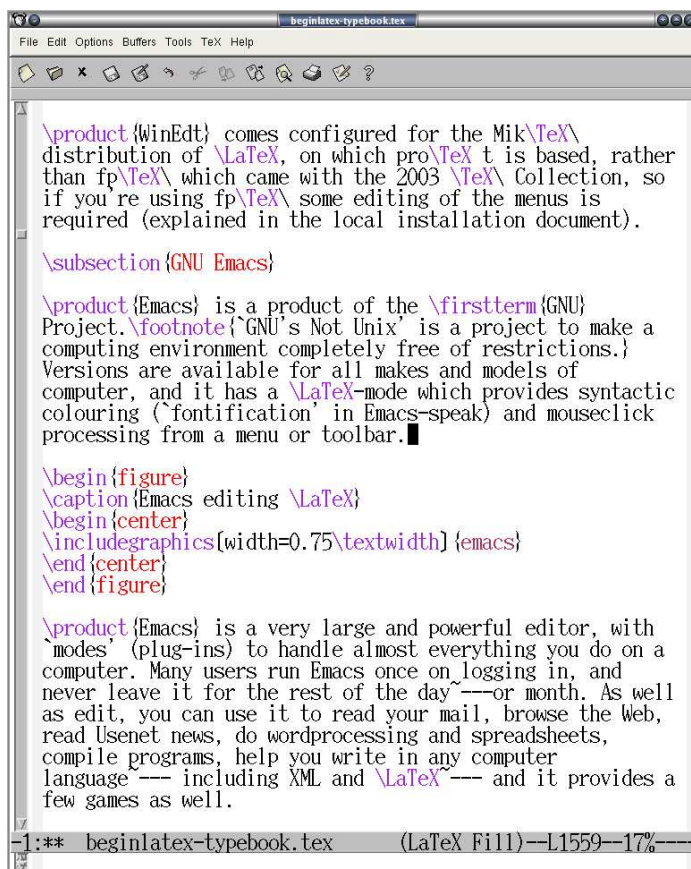 beginlatex-typebook.tex
File Edit Options Buffers Tools TeX Help
\product{WinEdt} comes configured for the Mik\TeX\
distribution of \LaTeX, on which pro\TeX t is based, rather
than fp\TeX\ which came with the 2003 \TeX\ Collection, so
if you're using fp\TeX\ some editing of the menus is
required (explained in the local installation document).
\subsection{GNU Emacs}
\product{Emacs} is a product of the \firstterm{GNU}
Project.\footnote{`GNU's Not Unix' is a project to make a
computing environment completely free of restrictions.}
Versions are available for all makes and models of
computer, and it has a \LaTeX-mode which provides syntactic
colouring (`fontification' in Emacs-speak) and mouseclick
processing from a menu or toolbar.
\begin{figure}
\caption{Emacs editing \LaTeX}
\begin{center}
\includegraphics[width=0.75\textwidth]{emacs}
\end{center}
\end{figure}
\product{Emacs} is a very large and powerful editor, with
`modes' (plug-ins) to handle almost everything you do on a
computer. Many users run Emacs once on logging in, and
never leave it for the rest of the day~---or month. As well
as edit, you can use it to read your mail, browse the Web,
read Usenet news, do wordprocessing and spreadsheets,
compile programs, help you write in any computer
language~--- including XML and \LaTeX~--- and it provides a
few games as well.
-1:** beginlatex-typebook.tex (LaTeX Fill)--L1559--17%----